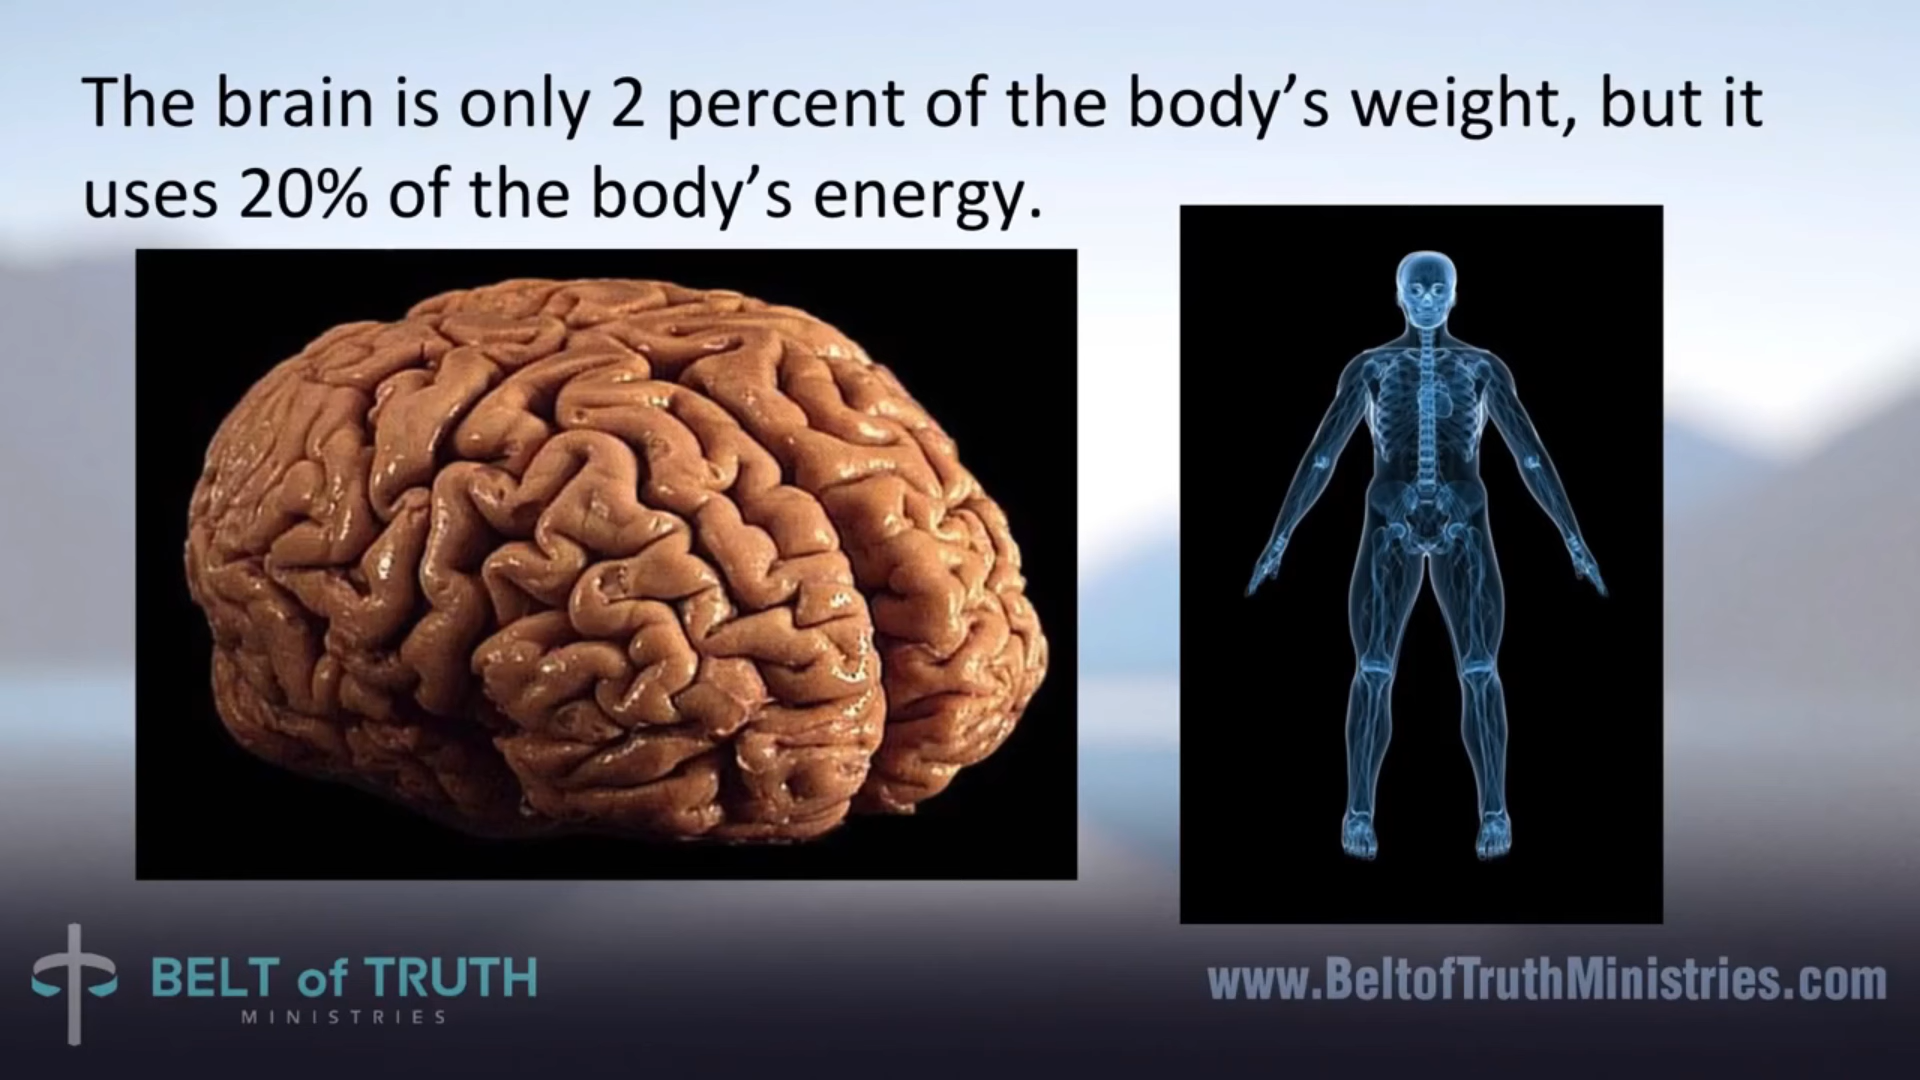 The brain is only 2 percent of the body’s weight, but it
uses 20% of the body’s energy.
BELT of TRUTH
MINISTRIES
www.BeltofTruthMinistries.com